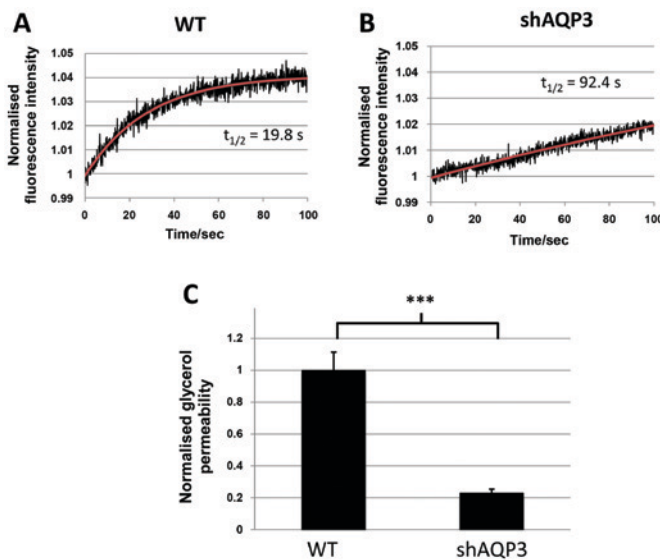 A
WT
Normalised
fluorescence intensity
1.05
1.04
1.03
1.02
1.01
1
0.99
t1/2 = 19.8 s
0
20
40
60
80
100
Time/sec
B
shAQP3
Normalised
fluorescence intensity
1.05
1.04
1.03
1.02
1.01
1
0.99
t1/2 = 92.4 s
0
20
40
60
80
100
Time/sec
C
***
Normalised glycerol
permeability
1.2
1
0.8
0.6
0.4
0.2
0
WT
shAQP3